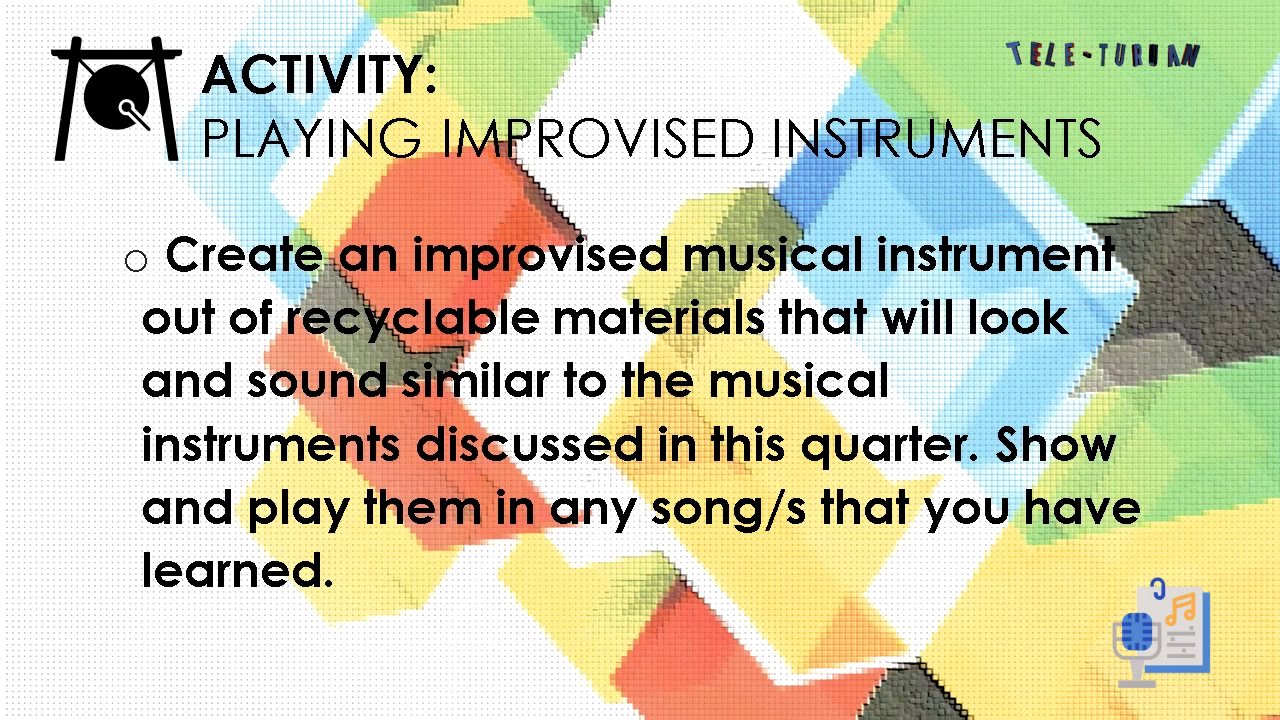 TELE-TURUAN
ACTIVITY:
PLAYING IMPROVISED INSTRUMENTS
o Create an improvised musical instrument
out of recyclable materials that will look
and sound similar to the musical
instruments discussed in this quarter. Show
and play them in any song/s that you have
learned.